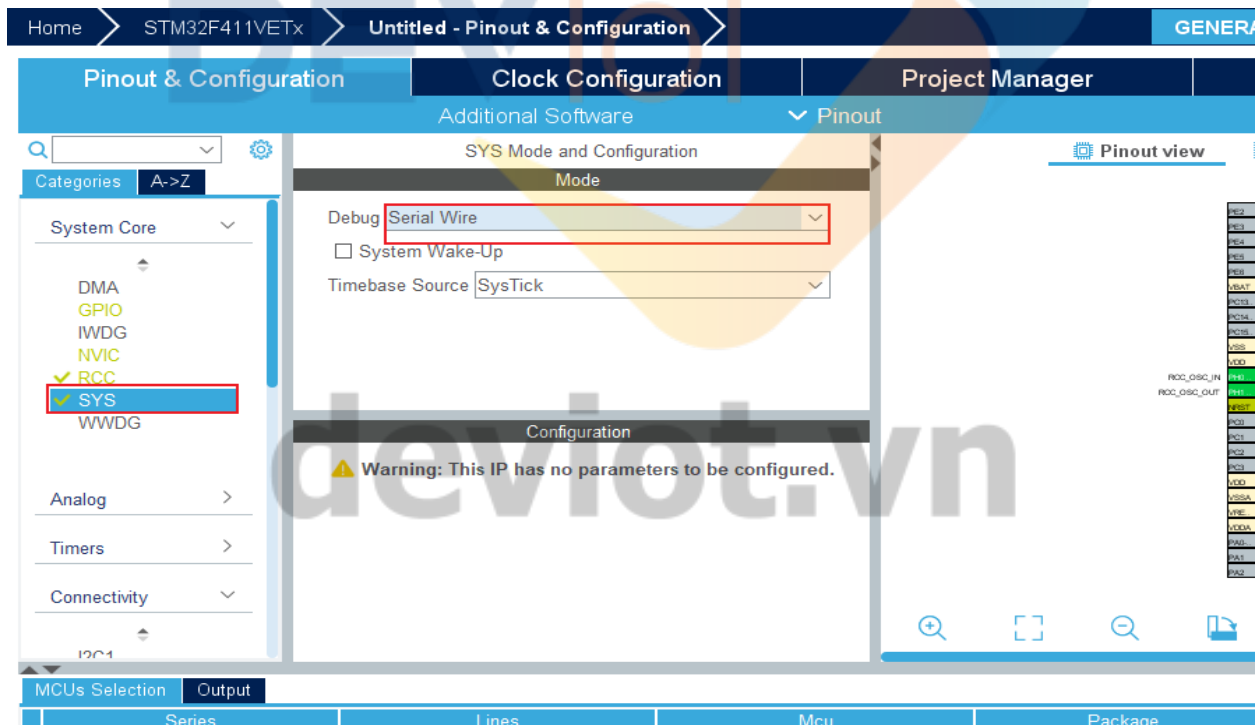 Home
STM32F411VETx
Untitled - Pinout & Configuration
GENERA
Pinout & Configuration
Clock Configuration
Project Manager
Additional Software
Pinout
Categories
A->Z
System Core
DMA
GPIO
IWDG
NVIC
RCC
SYS
WWDG
Analog
Timers
Connectivity
I2C1
SYS Mode and Configuration
Mode
Debug Serial Wire
System Wake-Up
Timebase Source SysTick
Configuration
Warning: This IP has no parameters to be configured.
Pinout view
PE2
PE3
PE4
PE5
PE6
VBAT
PC13..
PC14..
PC15..
VSS
VDD
RCC_OSC_IN PH0..
RCC_OSC_OUT PH1..
NRST
PC0
PC1
PC2
PC3
VDD
VSSA
VRE..
VDDA
PA0-..
PA1
PA2
deviot.vn
MCUs Selection
Output
Series
Lines
Mcu
Package